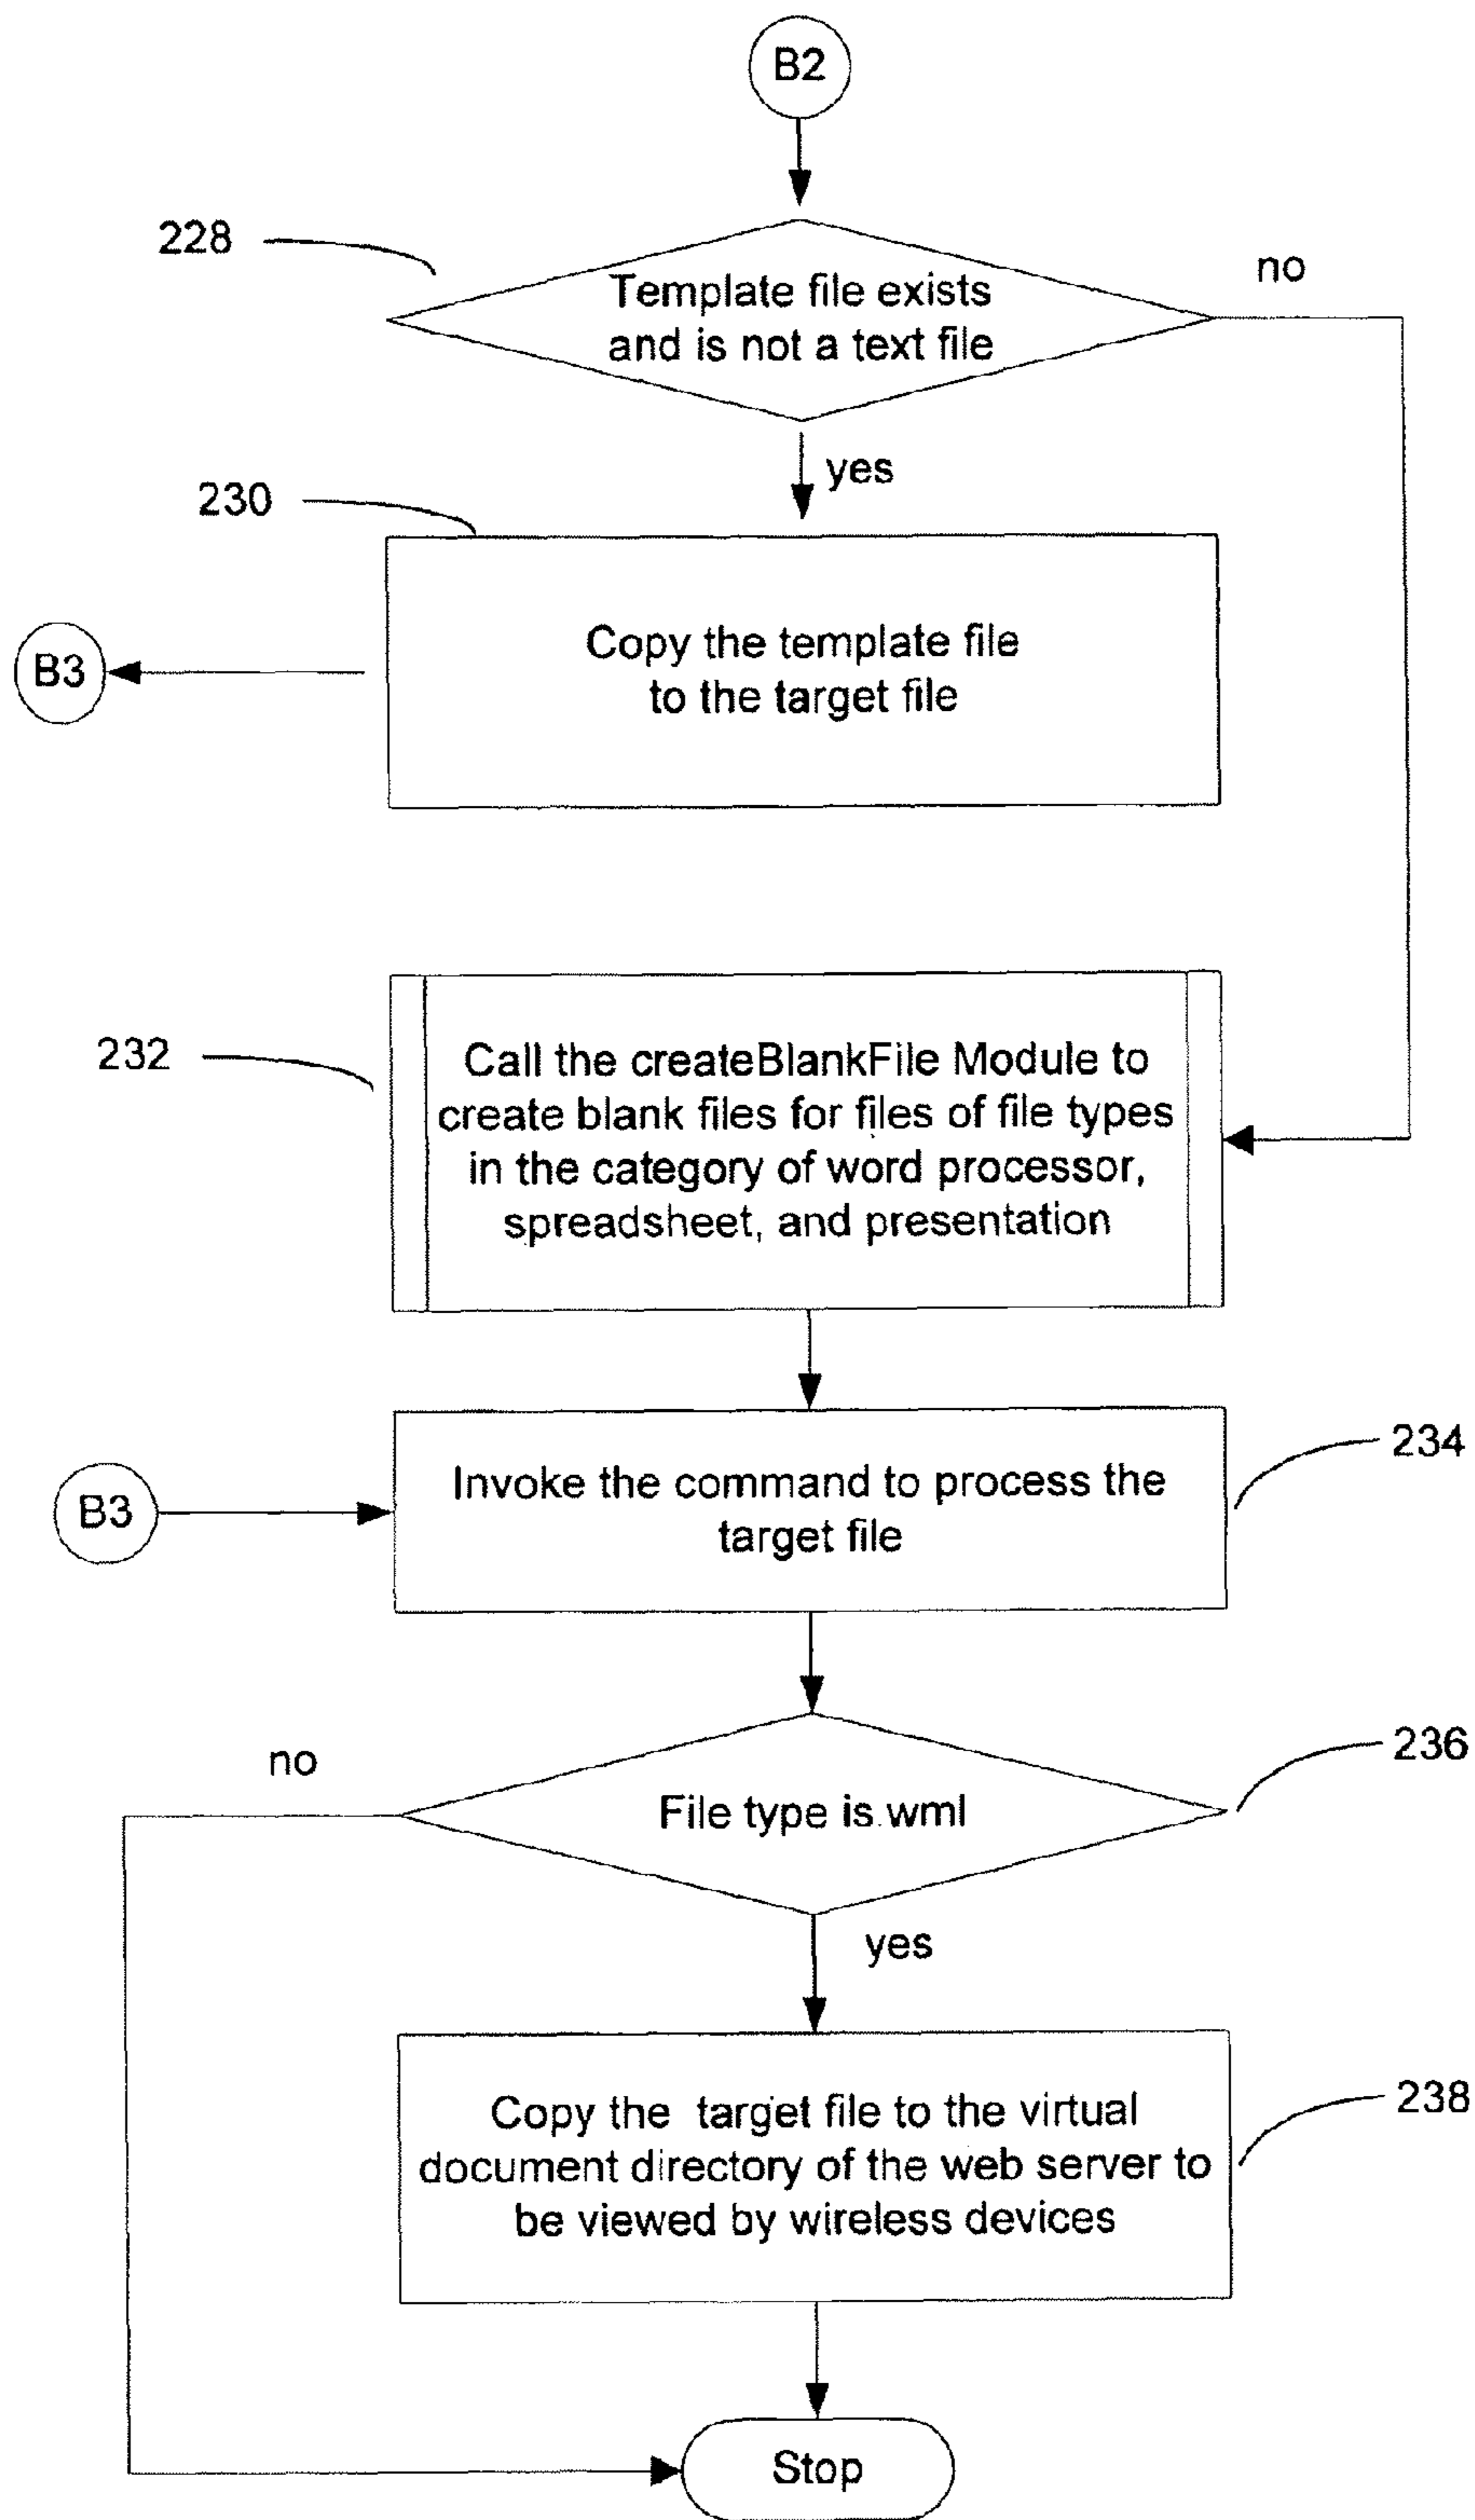 B2
228
no
Template file exists
and is not a text file
yes
230
Copy the template file
to the target file
B3
232
Call the createBlankFile Module to
create blank files for files of file types
in the category of word processor,
spreadsheet, and presentation
234
B3
Invoke the command to process the
target file
no
236
File type is.wml
yes
238
Copy the target file to the virtual
document directory of the web server to
be viewed by wireless devices
Stop